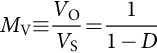 M_V ≡ V_O / V_S = 1 / (1 − D)